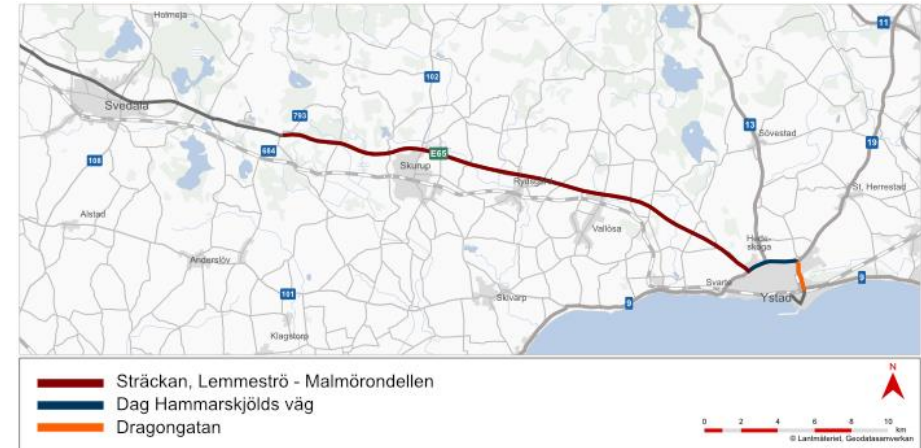 Holmeja
11
793
102
Svedala
13
Sövestad
684
E65
19
108
Skurup
Rydsgård
St. Herrestad
Alstad
Vallösa
Hedeskoga
Anderslöv
Svarte
9
101
Skivarp
9
Ystad
Klagstorp
Sträckan, Lemmeströ - Malmörondellen
Dag Hammarskjölds väg
Dragongatan
N
0 2 4 6 8 10
km
© Lantmäteriet, Geodatasamverkan